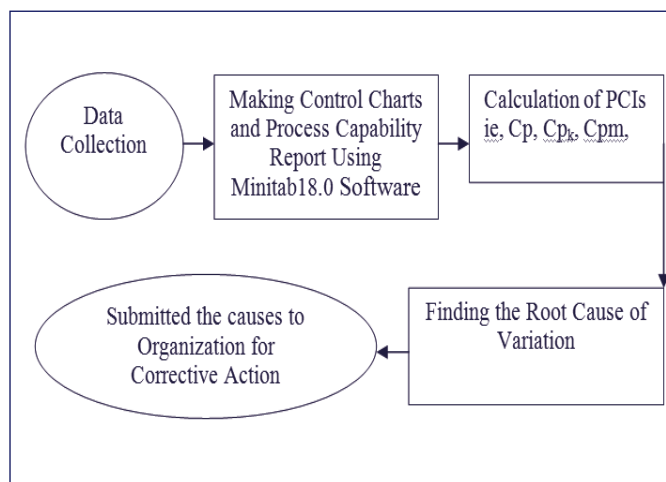 Data
Collection
Making Control Charts
and Process Capability
Report Using
Minitab18.0 Software
Calculation of PCIs
ie, Cp, Cpk, Cpm,
Finding the Root Cause of
Variation
Submitted the causes to
Organization for
Corrective Action